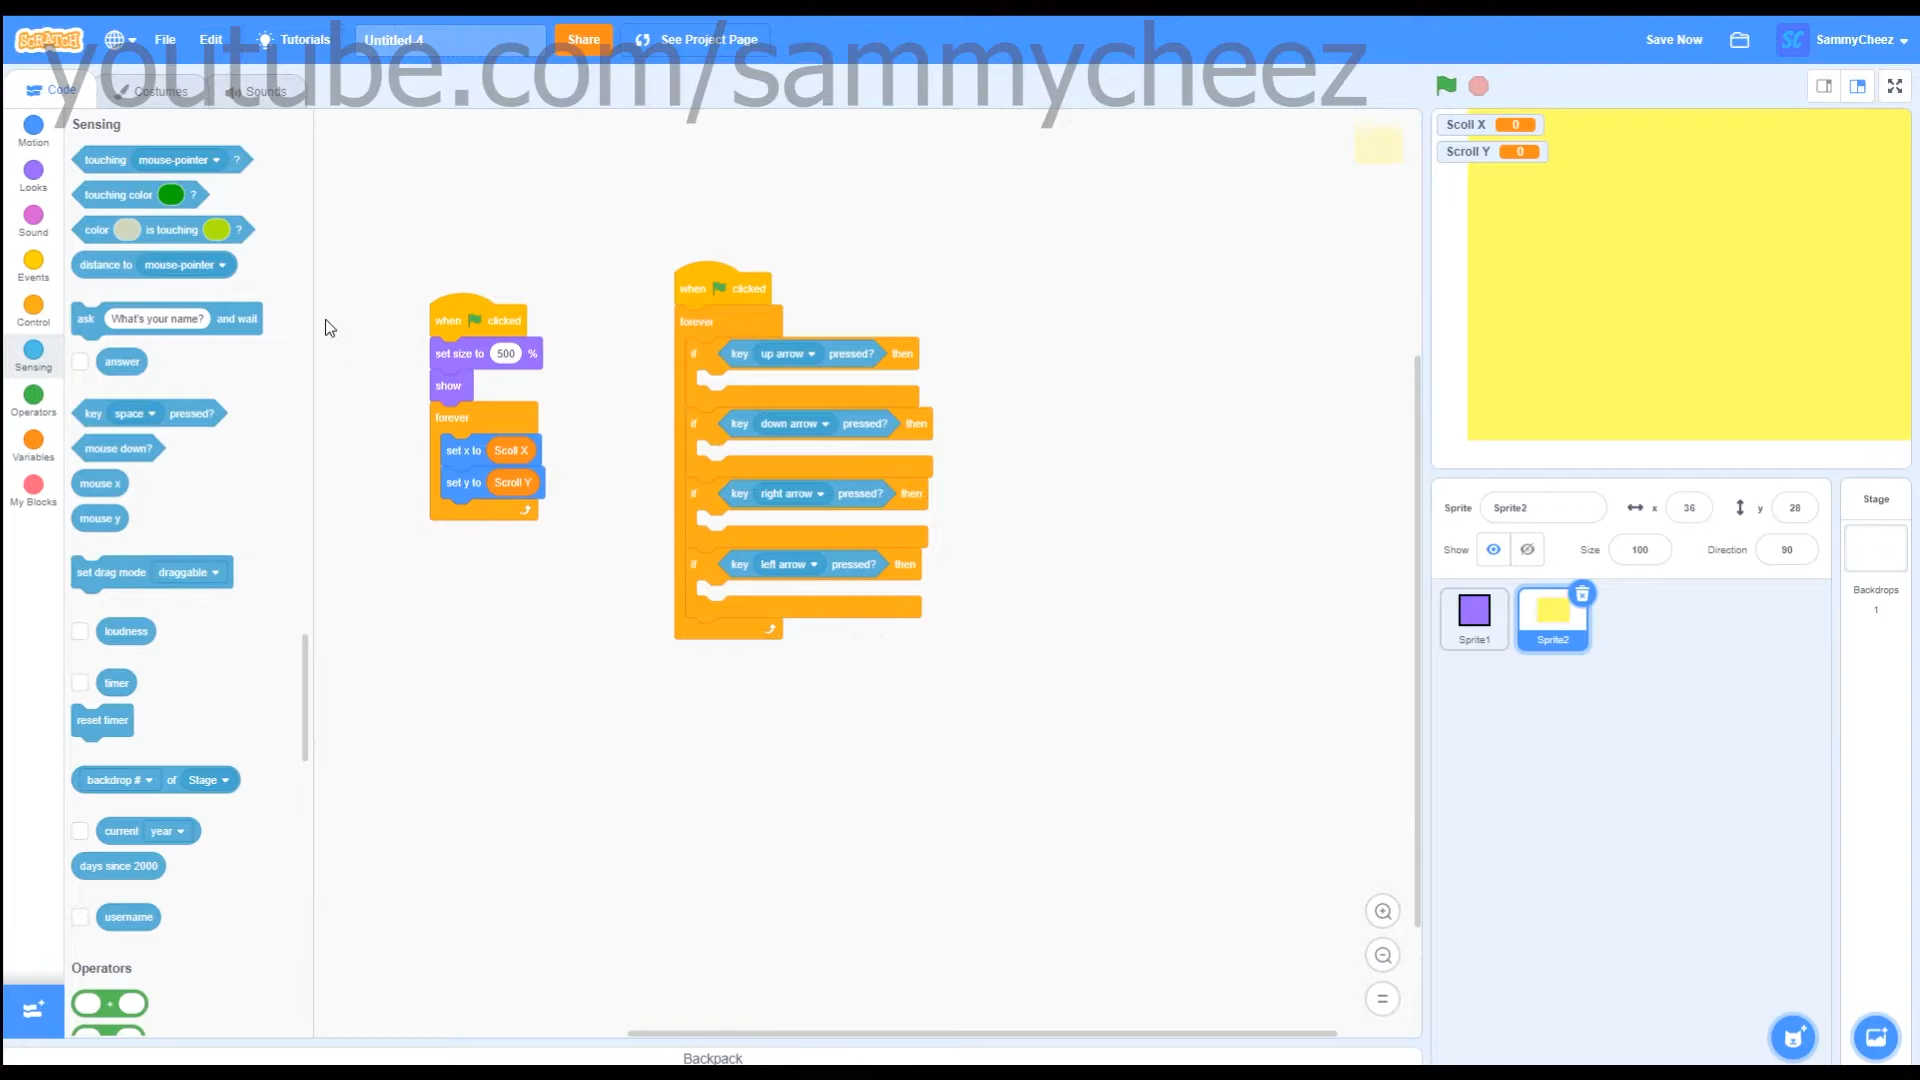 SCRATCH
File
Edit
Tutorials
Untitled-4
Share
See Project Page
Save Now
SC
SammyCheez
youtube.com/sammycheez
Code
Costumes
Sounds
Motion
Looks
Sound
Events
Control
Sensing
Operators
Variables
My Blocks
Sensing
touching mouse-pointer ?
touching color ?
color is touching ?
distance to mouse-pointer
ask What's your name? and wait
answer
key space pressed?
mouse down?
mouse x
mouse y
set drag mode draggable
loudness
timer
reset timer
backdrop # of Stage
current year
days since 2000
username
Operators
+
when clicked
set size to 500 %
show
forever
set x to Scoll X
set y to Scroll Y
when clicked
forever
if key up arrow pressed? then
if key down arrow pressed? then
if key right arrow pressed? then
if key left arrow pressed? then
Backpack
Scoll X 0
Scroll Y 0
Sprite Sprite2 x 36 y 28
Show Size 100 Direction 90
Sprite1
Sprite2
Stage
Backdrops
1